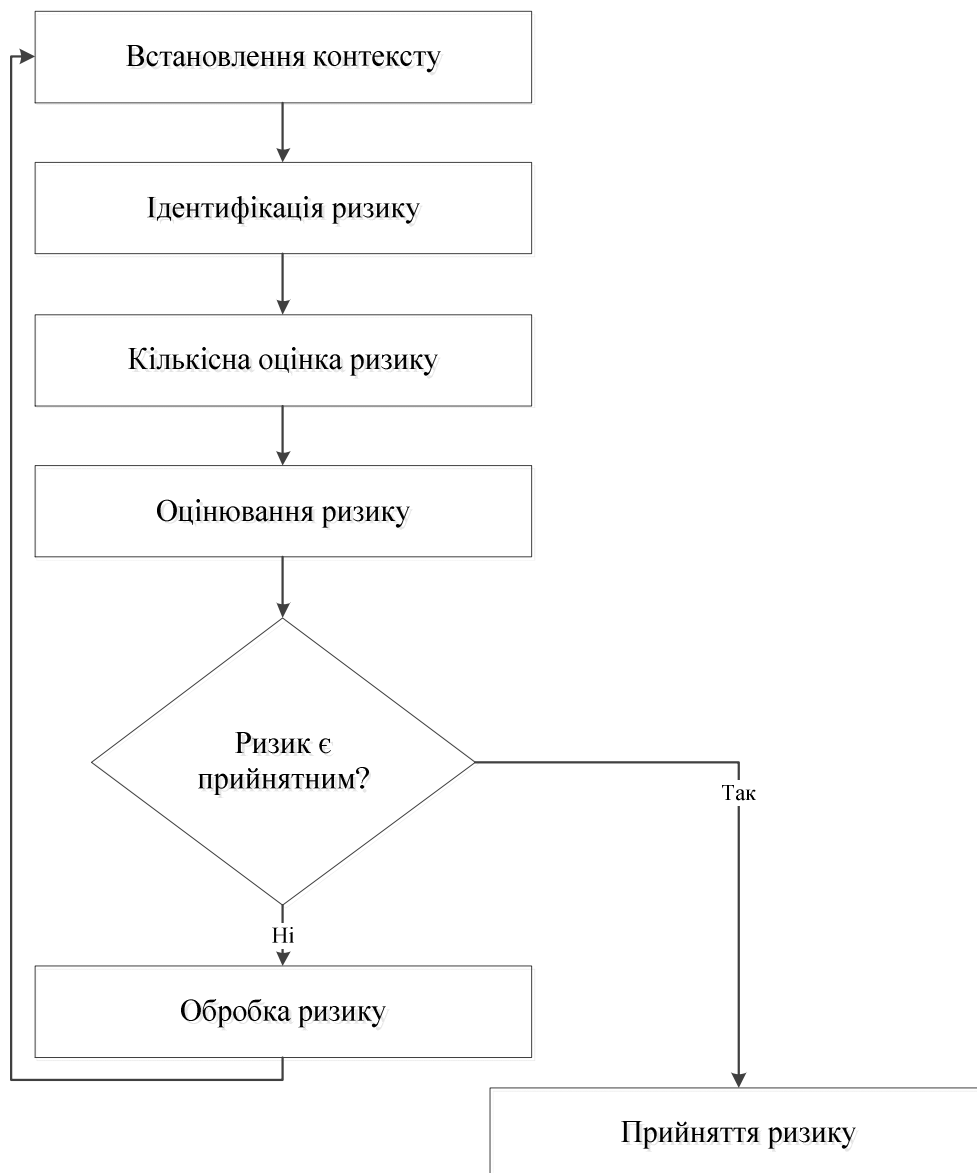 Встановлення контексту
Ідентифікація ризику
Кількісна оцінка ризику
Оцінювання ризику
Ризик є
прийнятним?
Так
Ні
Обробка ризику
Прийняття ризику